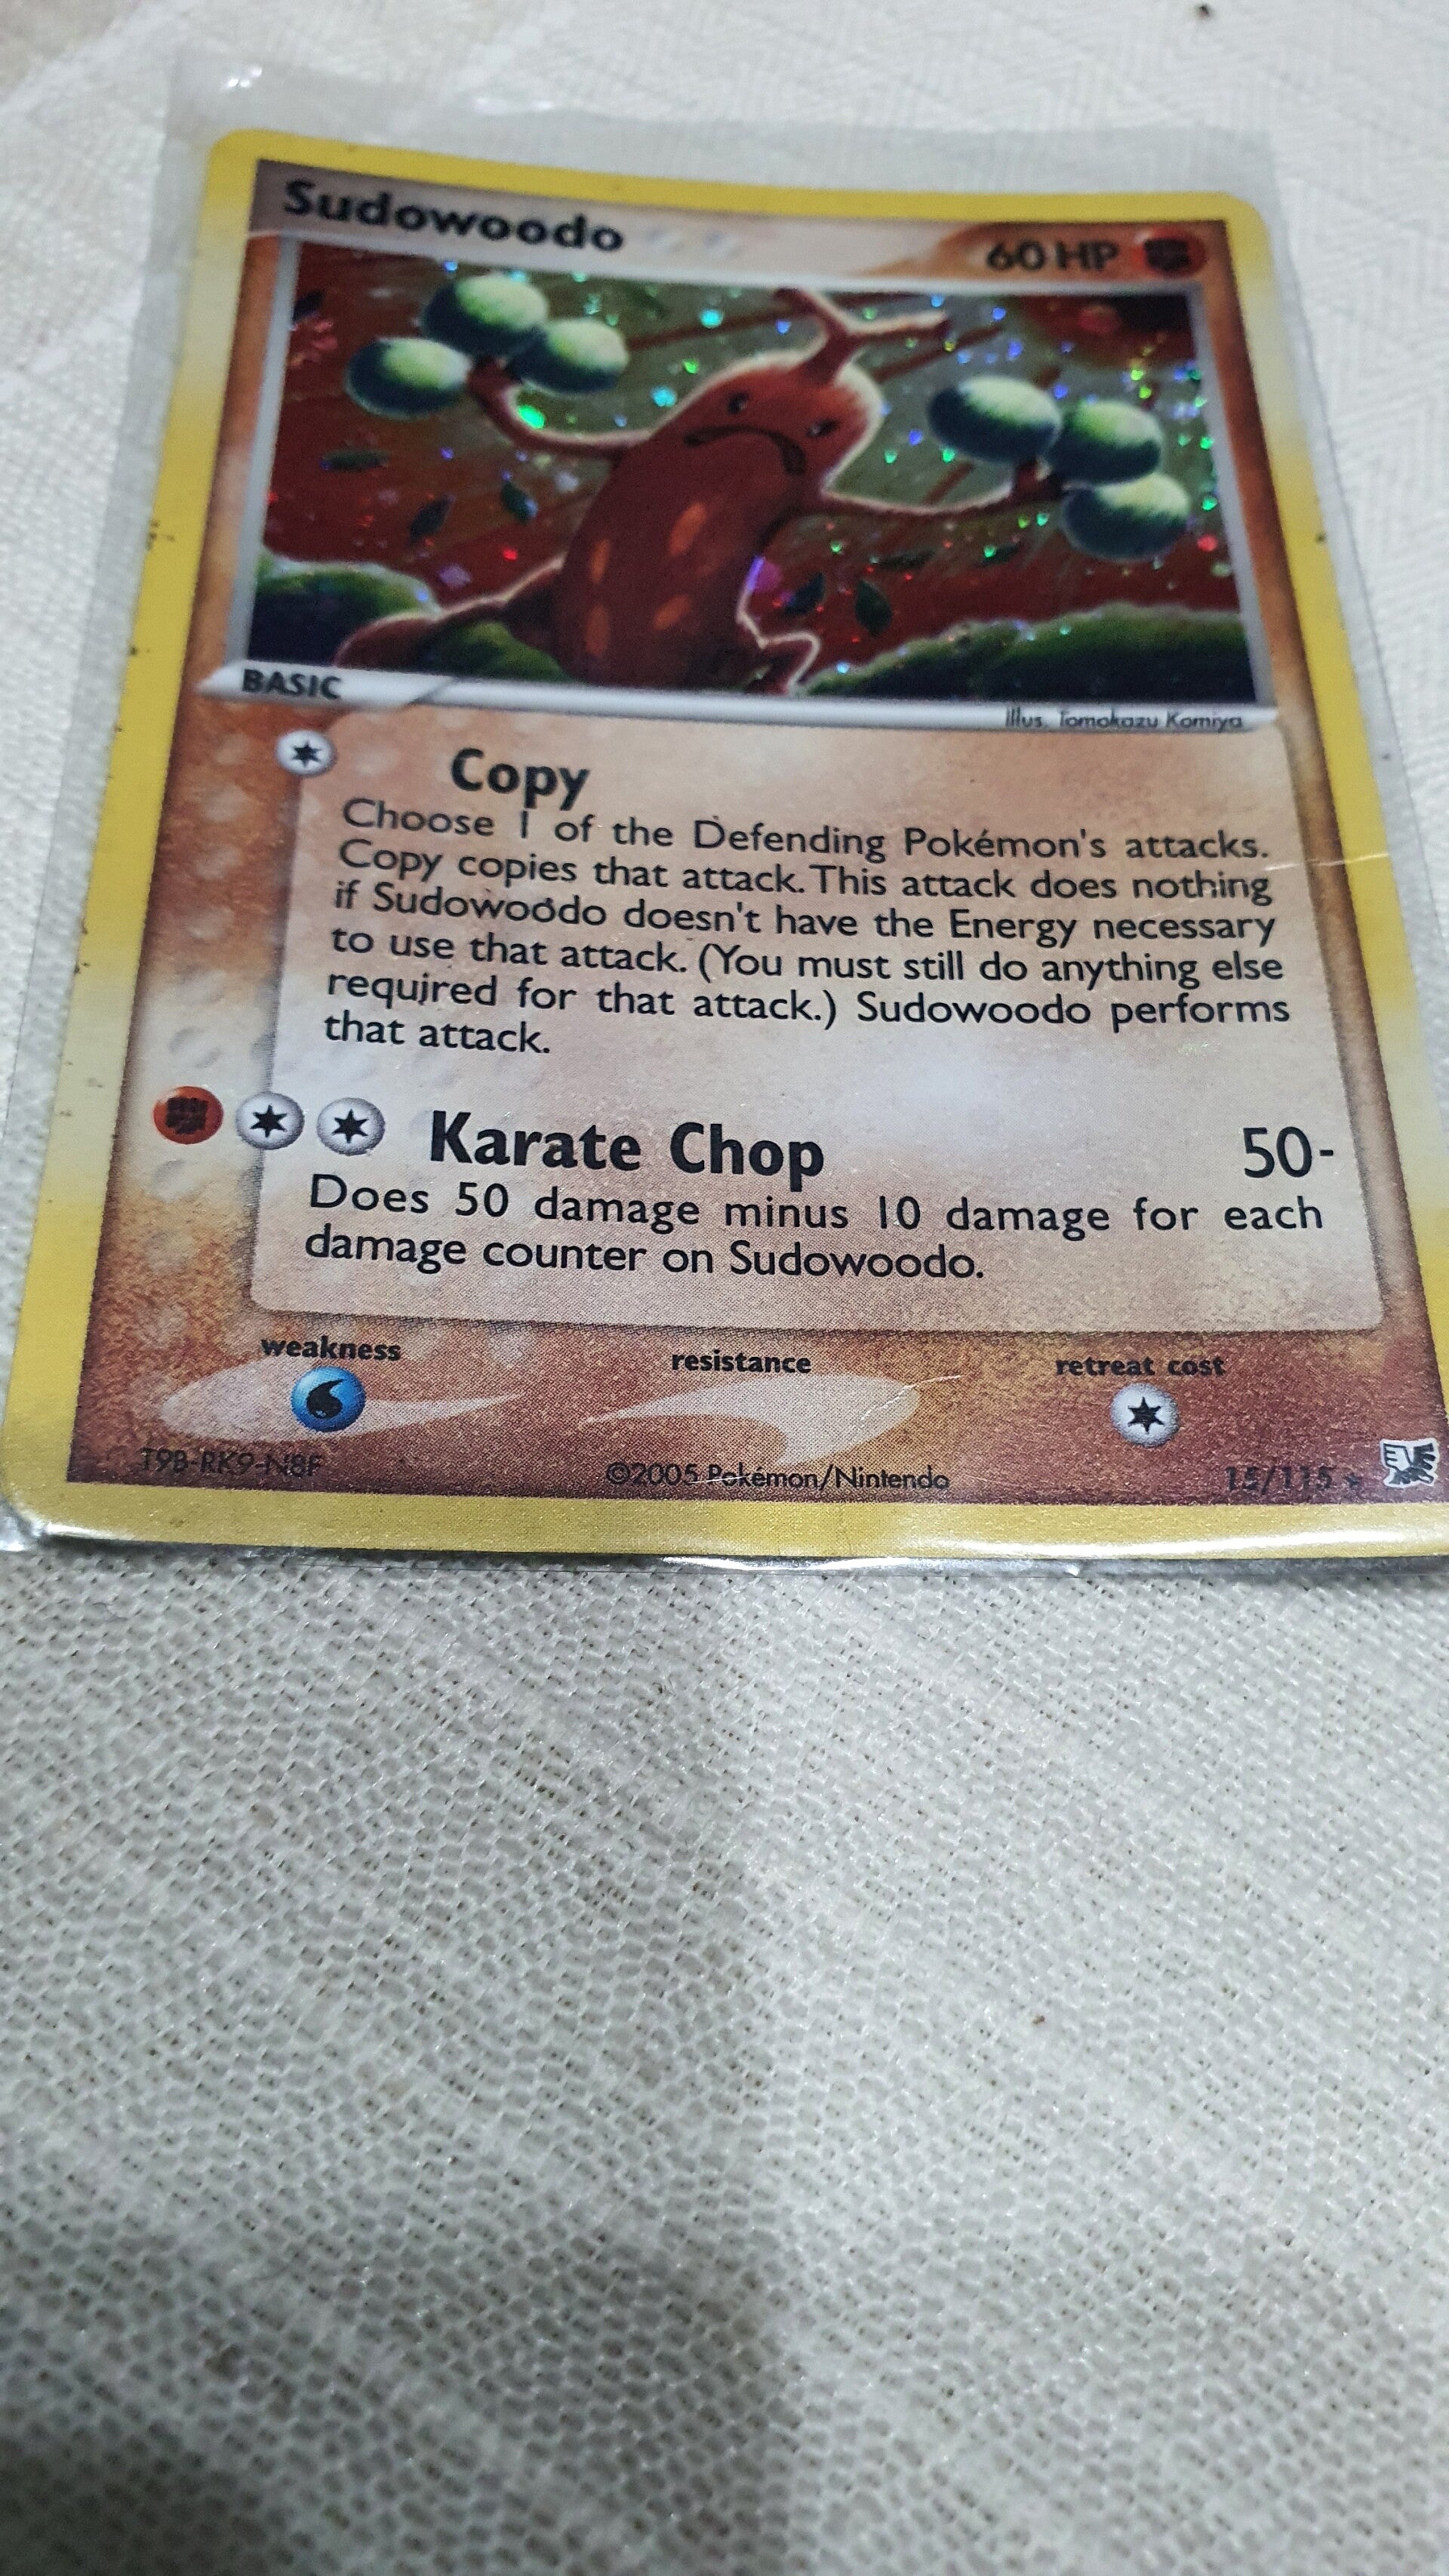 Sudowoodo 60 HP
BASIC
Illus. Tomokazu Komiya
Copy
Choose 1 of the Defending Pokémon's attacks.
Copy copies that attack. This attack does nothing
if Sudowoodo doesn't have the Energy necessary
to use that attack. (You must still do anything else
required for that attack.) Sudowoodo performs
that attack.
Karate Chop 50-
Does 50 damage minus 10 damage for each
damage counter on Sudowoodo.
weakness resistance retreat cost
T9B-RK9-N8F ©2005 Pokémon/Nintendo 15/115 ★